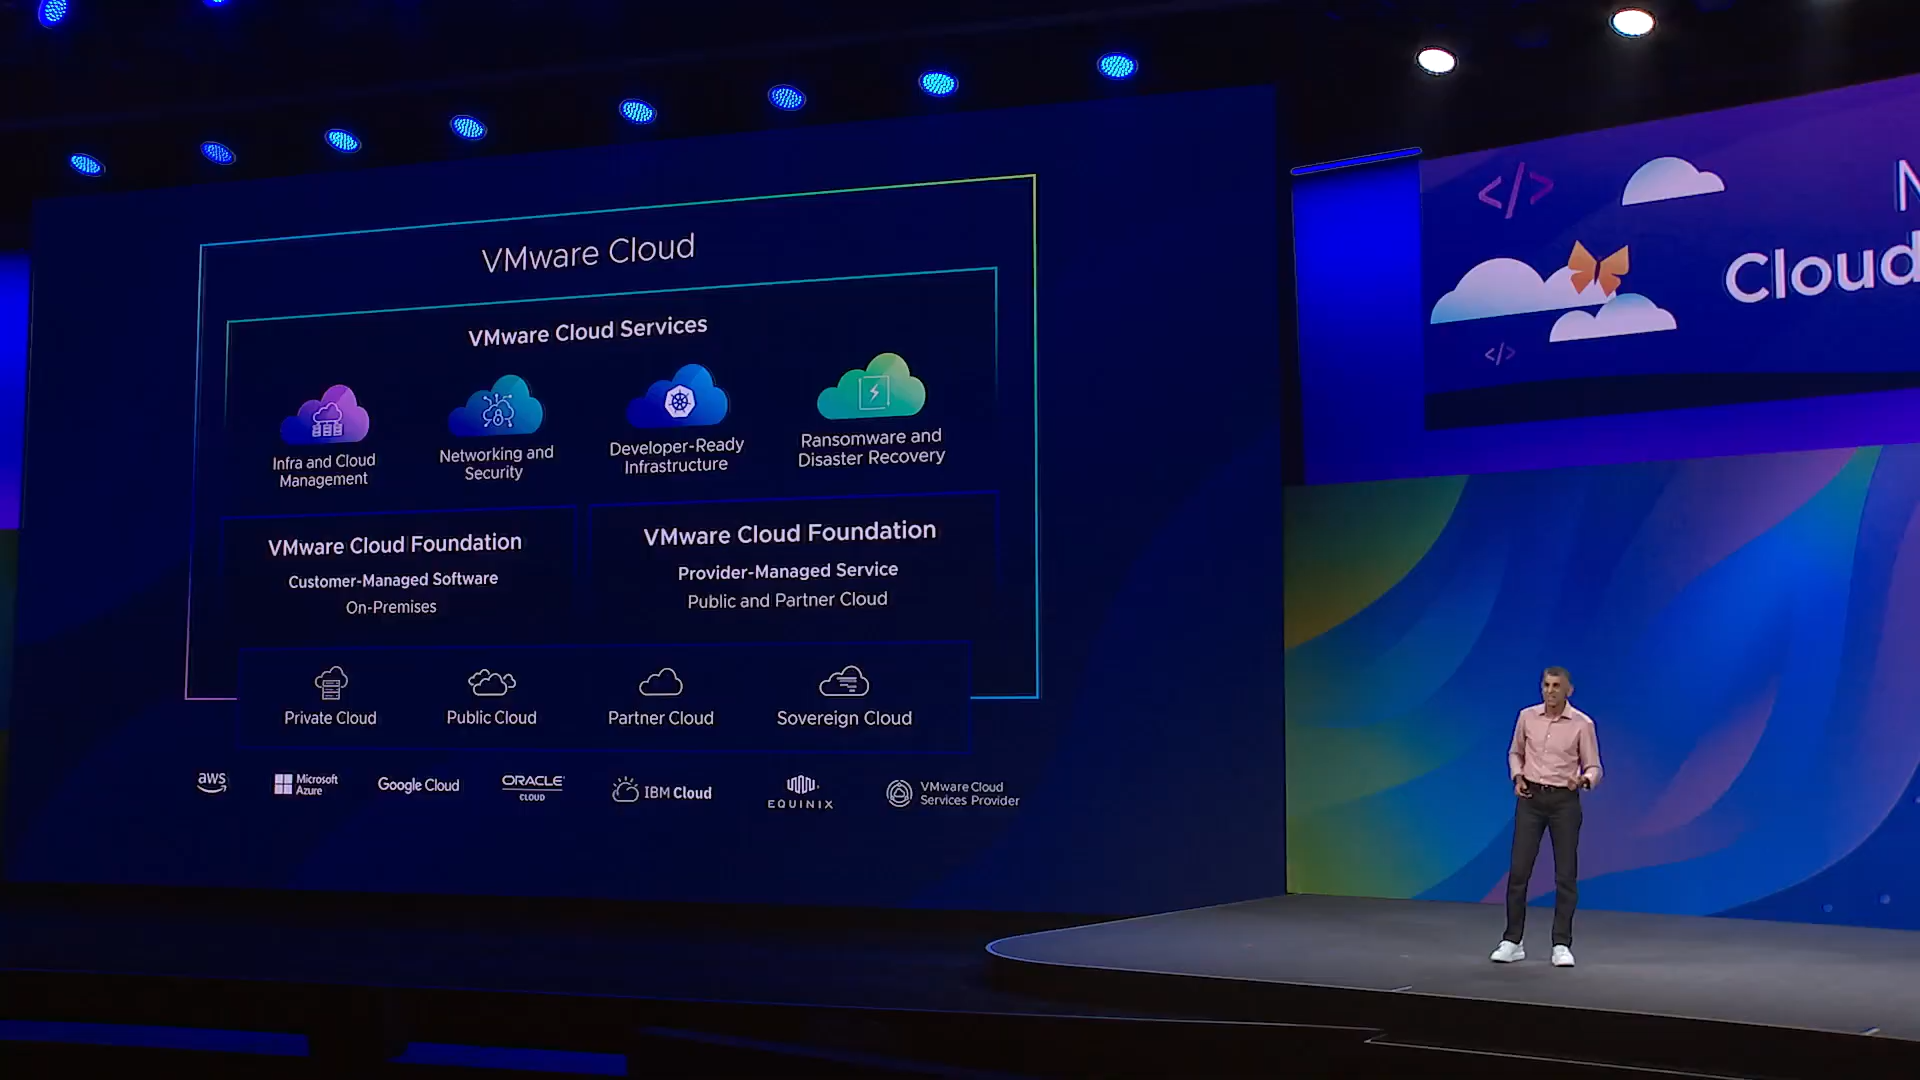 VMware Cloud
VMware Cloud Services
Infra and Cloud
Management
Networking and
Security
Developer-Ready
Infrastructure
Ransomware and
Disaster Recovery
VMware Cloud Foundation
Customer-Managed Software
On-Premises
VMware Cloud Foundation
Provider-Managed Service
Public and Partner Cloud
Private Cloud
Public Cloud
Partner Cloud
Sovereign Cloud
aws
Microsoft
Azure
Google Cloud
ORACLE
CLOUD
IBM Cloud
EQUINIX
VMware Cloud
Services Provider
</>
Cloud
</>